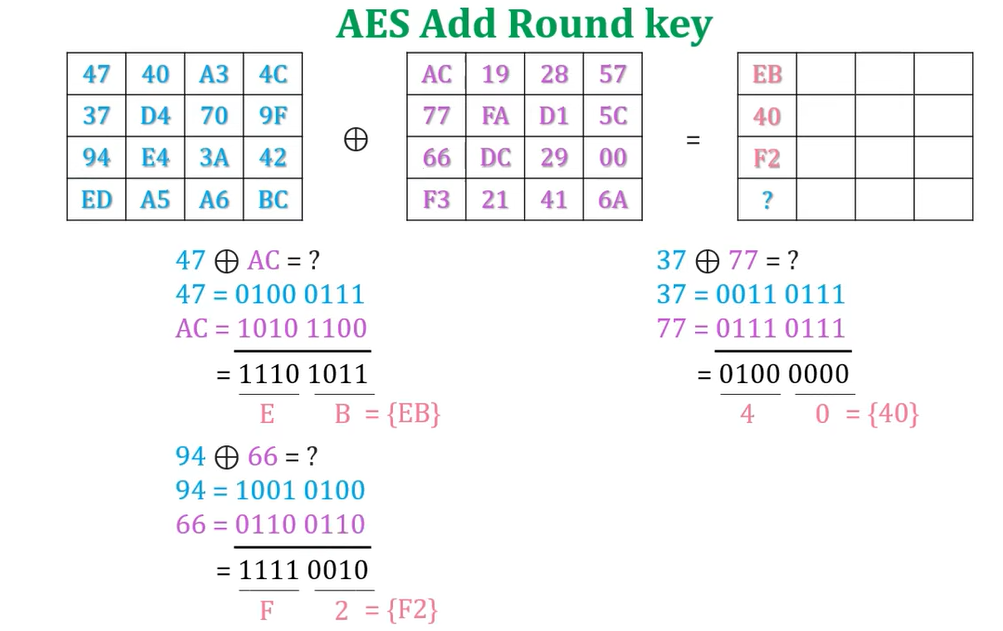 AES Add Round key
47 40 A3 4C AC 19 28 57 EB
37 D4 70 9F 77 FA D1 5C 40
⊕ =
94 E4 3A 42 66 DC 29 00 F2
ED A5 A6 BC F3 21 41 6A ?
47 ⊕ AC = ?
47 = 0100 0111
AC = 1010 1100
= 1110 1011
E B = {EB}
37 ⊕ 77 = ?
37 = 0011 0111
77 = 0111 0111
= 0100 0000
4 0 = {40}
94 ⊕ 66 = ?
94 = 1001 0100
66 = 0110 0110
= 1111 0010
F 2 = {F2}